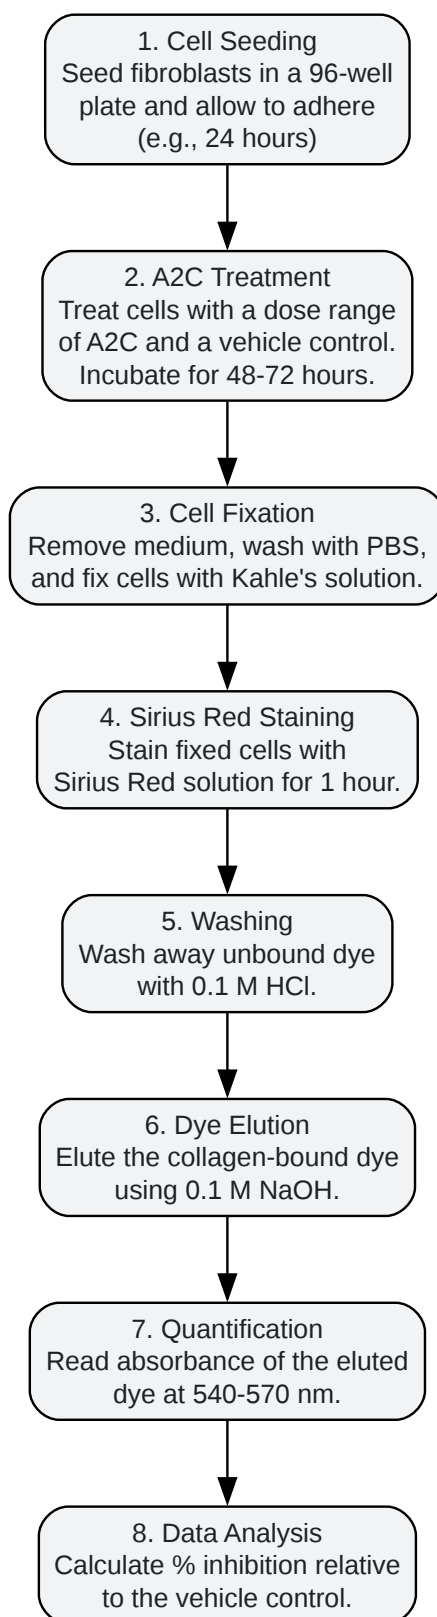 1. Cell Seeding
Seed fibroblasts in a 96-well
plate and allow to adhere
(e.g., 24 hours)
2. A2C Treatment
Treat cells with a dose range
of A2C and a vehicle control.
Incubate for 48-72 hours.
3. Cell Fixation
Remove medium, wash with PBS,
and fix cells with Kahle's solution.
4. Sirius Red Staining
Stain fixed cells with
Sirius Red solution for 1 hour.
5. Washing
Wash away unbound dye
with 0.1 M HCl.
6. Dye Elution
Elute the collagen-bound dye
using 0.1 M NaOH.
7. Quantification
Read absorbance of the eluted
dye at 540-570 nm.
8. Data Analysis
Calculate % inhibition relative
to the vehicle control.